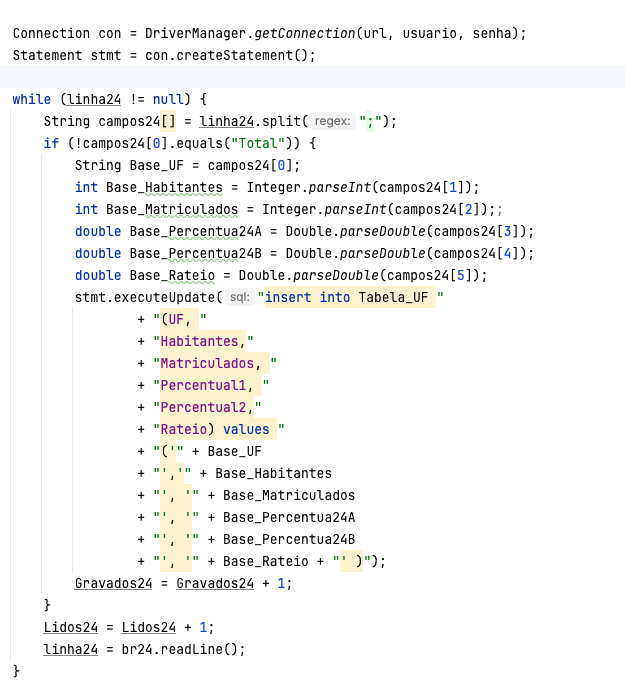 Connection con = DriverManager.getConnection(url, usuario, senha);
Statement stmt = con.createStatement();
while (linha24 != null) {
String campos24[] = linha24.split( regex: ";");
if (!campos24[0].equals("Total")) {
String Base_UF = campos24[0];
int Base_Habitantes = Integer.parseInt(campos24[1]);
int Base_Matriculados = Integer.parseInt(campos24[2]);;
double Base_Percentua24A = Double.parseDouble(campos24[3]);
double Base_Percentua24B = Double.parseDouble(campos24[4]);
double Base_Rateio = Double.parseDouble(campos24[5]);
stmt.executeUpdate( sql: "insert into Tabela_UF "
+ "(UF, "
+ "Habitantes,"
+ "Matriculados, "
+ "Percentual1, "
+ "Percentual2,"
+ "Rateio) values "
+ "('" + Base_UF
+ "','" + Base_Habitantes
+ "', '" + Base_Matriculados
+ "', '" + Base_Percentua24A
+ "', '" + Base_Percentua24B
+ "', '" + Base_Rateio + "' )");
Gravados24 = Gravados24 + 1;
}
Lidos24 = Lidos24 + 1;
linha24 = br24.readLine();
}